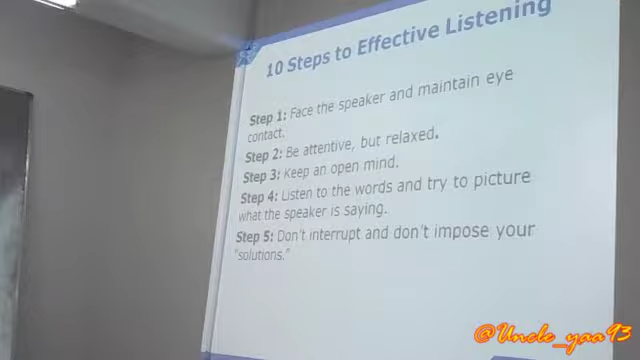 10 Steps to Effective Listening
Step 1: Face the speaker and maintain eye
contact.
Step 2: Be attentive, but relaxed.
Step 3: Keep an open mind.
Step 4: Listen to the words and try to picture
what the speaker is saying.
Step 5: Don't interrupt and don't impose your
"solutions."
@Uncle_yaa93